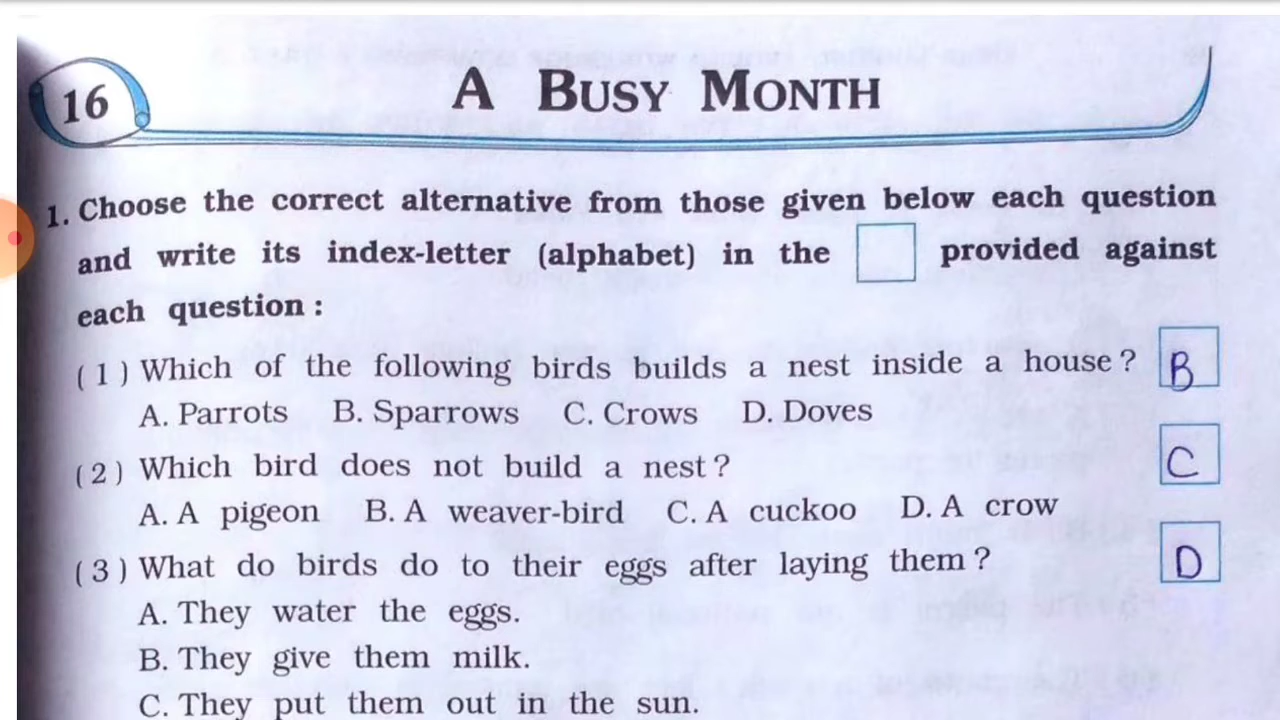 16 A BUSY MONTH
1. Choose the correct alternative from those given below each question
and write its index-letter (alphabet) in the provided against
each question :
(1) Which of the following birds builds a nest inside a house? B
A. Parrots B. Sparrows C. Crows D. Doves
(2) Which bird does not build a nest? C
A. A pigeon B. A weaver-bird C. A cuckoo D. A crow
(3) What do birds do to their eggs after laying them? D
A. They water the eggs.
B. They give them milk.
C. They put them out in the sun.